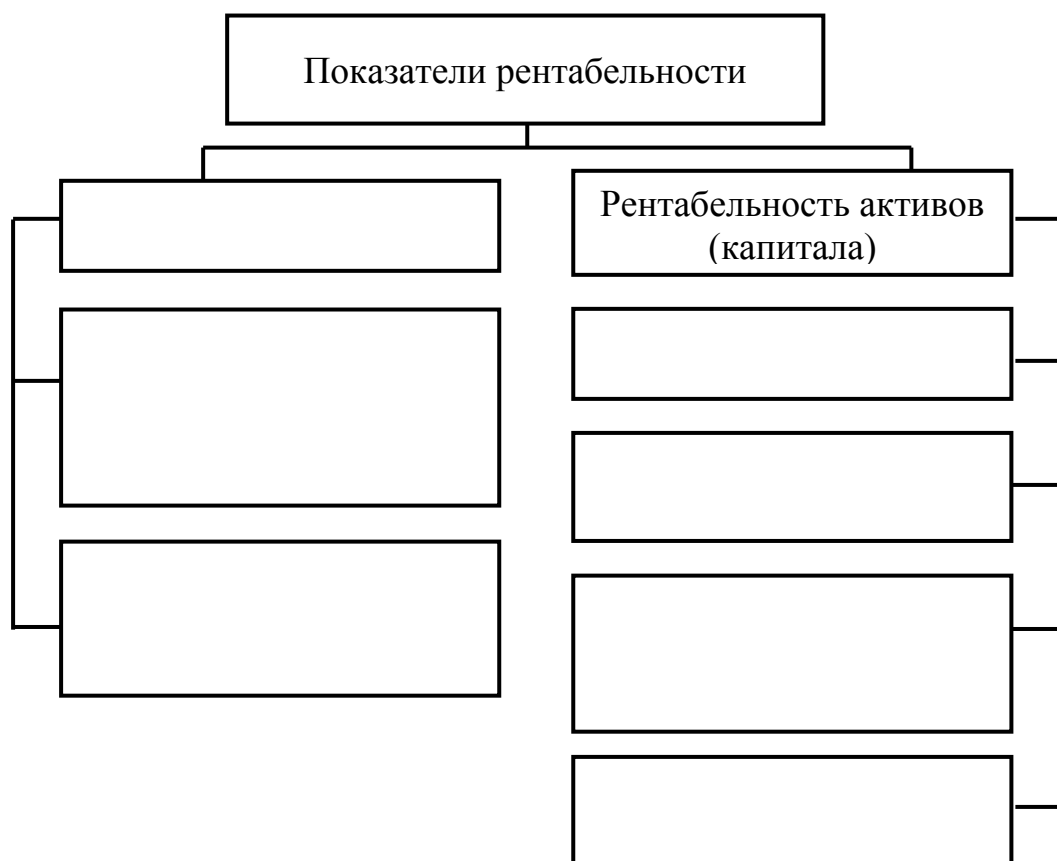 Показатели рентабельности
Рентабельность активов
(капитала)